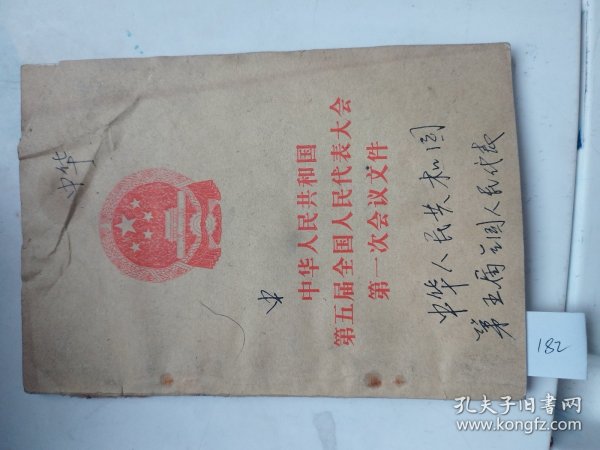 中华人民共和国
第五届全国人民代表大会
第一次会议文件
中华
中
中华人民共和国
第五届全国人民代表
182
孔夫子旧书网
www.kongfz.com